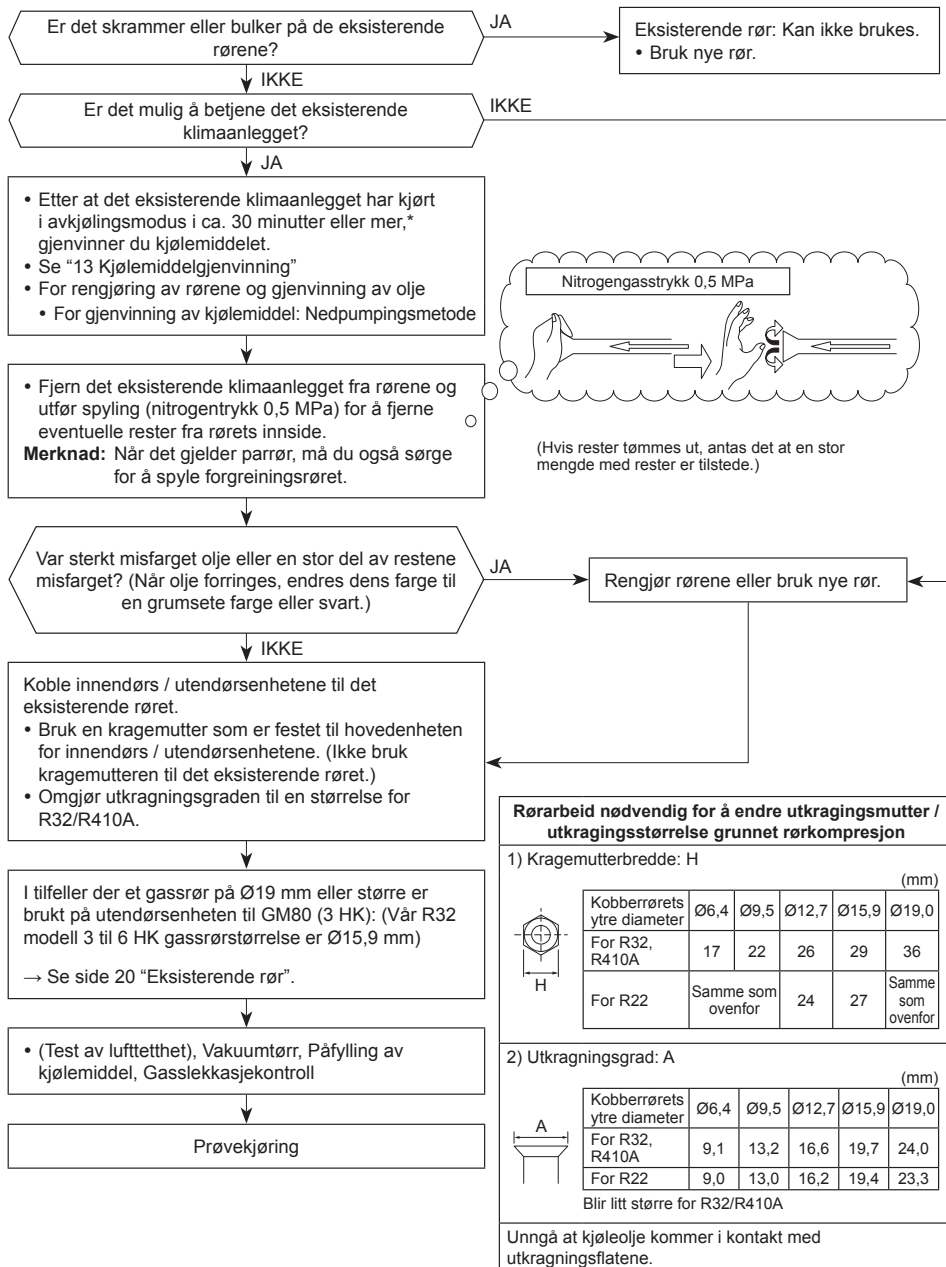 Er det skrammer eller bulker på de eksisterende
rørene?
JA
Eksisterende rør: Kan ikke brukes.
• Bruk nye rør.
IKKE
Er det mulig å betjene det eksisterende
klimaanlegget?
IKKE
JA
• Etter at det eksisterende klimaanlegget har kjørt
i avkjølingsmodus i ca. 30 minutter eller mer,*
gjenvinner du kjølemiddelet.
• Se “13 Kjølemiddelgjenvinning”
• For rengjøring av rørene og gjenvinning av olje
• For gjenvinning av kjølemiddel: Nedpumpingsmetode
Nitrogengasstrykk 0,5 MPa
• Fjern det eksisterende klimaanlegget fra rørene og
utfør spyling (nitrogentrykk 0,5 MPa) for å fjerne
eventuelle rester fra rørets innside.
Merknad: Når det gjelder parrør, må du også sørge
for å spyle forgreiningsrøret.
(Hvis rester tømmes ut, antas det at en stor
mengde med rester er tilstede.)
Var sterkt misfarget olje eller en stor del av restene
misfarget? (Når olje forringes, endres dens farge til
en grumsete farge eller svart.)
JA
Rengjør rørene eller bruk nye rør.
IKKE
Koble innendørs / utendørsenhetene til det
eksisterende røret.
• Bruk en kragemutter som er festet til hovedenheten
for innendørs / utendørsenhetene. (Ikke bruk
kragemutteren til det eksisterende røret.)
• Omgjør utkragningsgraden til en størrelse for
R32/R410A.
I tilfeller der et gassrør på Ø19 mm eller større er
brukt på utendørsenheten til GM80 (3 HK): (Vår R32
modell 3 til 6 HK gassrørstørrelse er Ø15,9 mm)
→ Se side 20 “Eksisterende rør”.
• (Test av lufttetthet), Vakuumtørr, Påfylling av
kjølemiddel, Gasslekkasjekontroll
Prøvekjøring
Rørarbeid nødvendig for å endre utkragingsmutter /
utkragingsstørrelse grunnet rørkompresjon
1) Kragemutterbredde: H
(mm)
H
Kobberrørets
ytre diameter Ø6,4 Ø9,5 Ø12,7 Ø15,9 Ø19,0
For R32,
R410A 17 22 26 29 36
For R22 Samme som
ovenfor 24 27 Samme
som
ovenfor
2) Utkragningsgrad: A
(mm)
A
Kobberrørets
ytre diameter Ø6,4 Ø9,5 Ø12,7 Ø15,9 Ø19,0
For R32,
R410A 9,1 13,2 16,6 19,7 24,0
For R22 9,0 13,0 16,2 19,4 23,3
Blir litt større for R32/R410A
Unngå at kjøleolje kommer i kontakt med
utkragningsflatene.